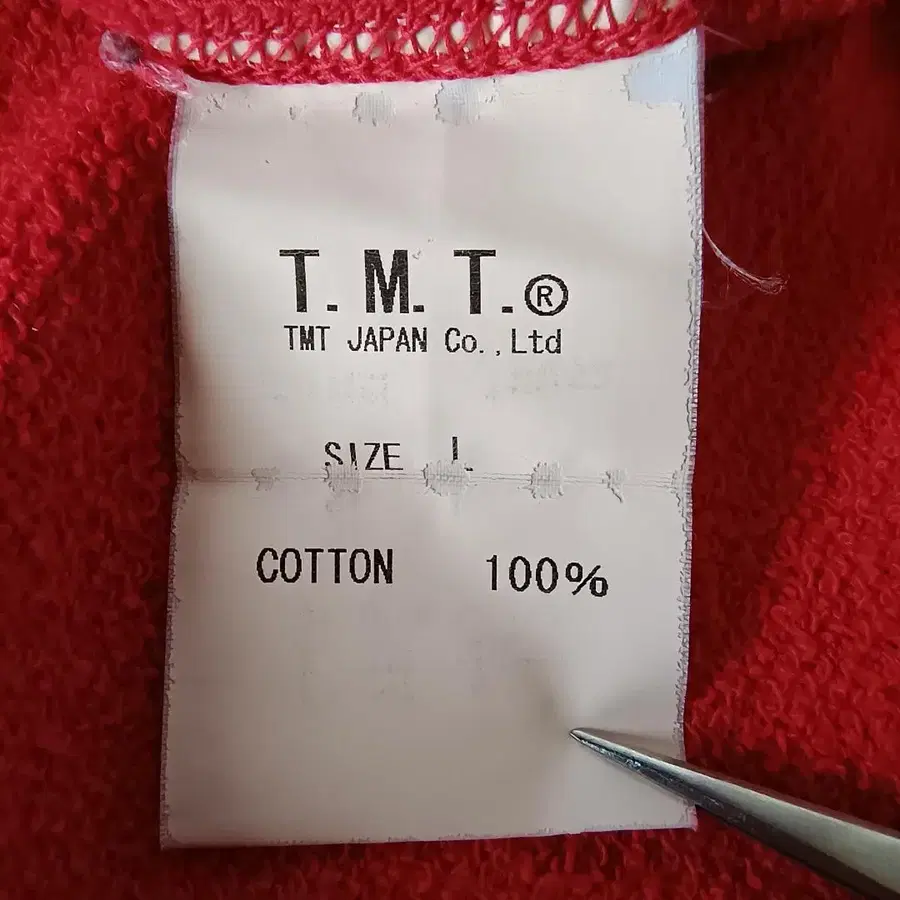 T. M. T.®
TMT JAPAN Co.,Ltd
SIZE L
COTTON 100%